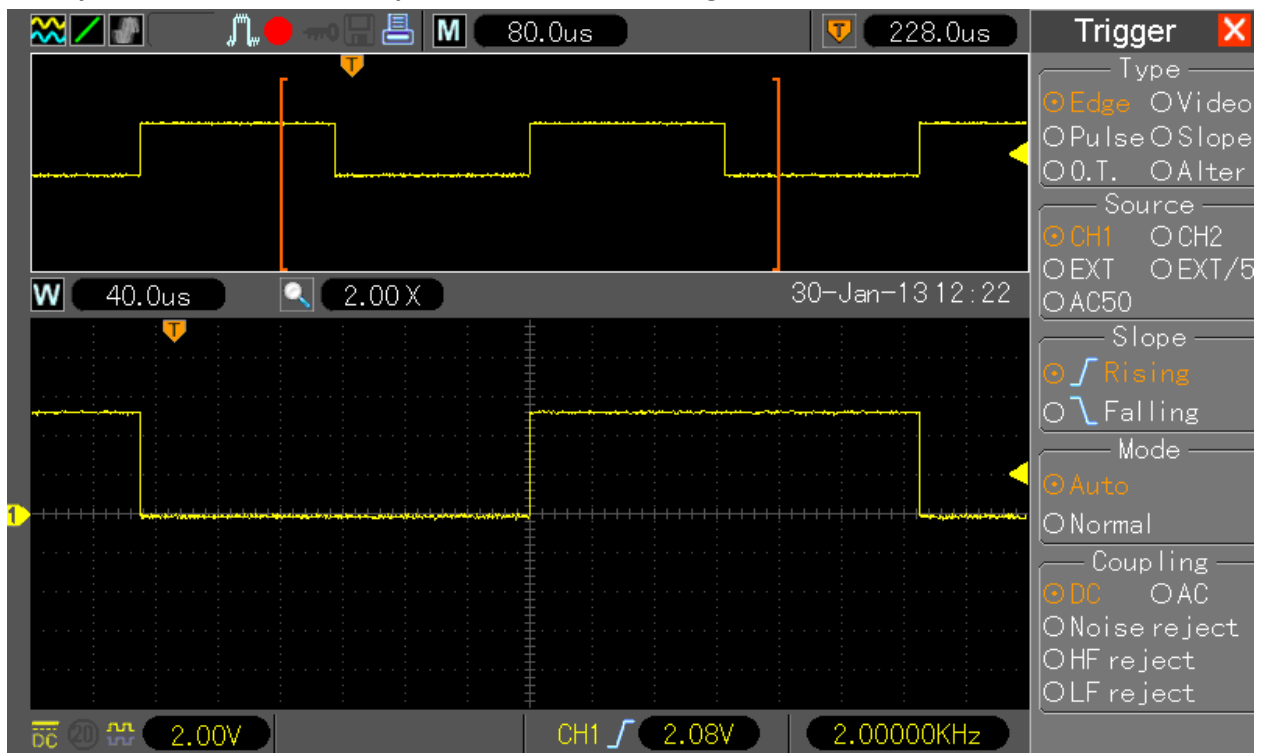 M 80.0us T 228.0us Trigger X
T
Type
Edge Video
Pulse Slope
O.T. Alter
Source
CH1 CH2
EXT EXT/5
AC50
W 40.0us 2.00X 30-Jan-13 12:22
T
Slope
Rising
Falling
Mode
Auto
Normal
1
Coupling
DC AC
Noise reject
HF reject
LF reject
DC 20 2.00V CH1 2.08V 2.00000KHz